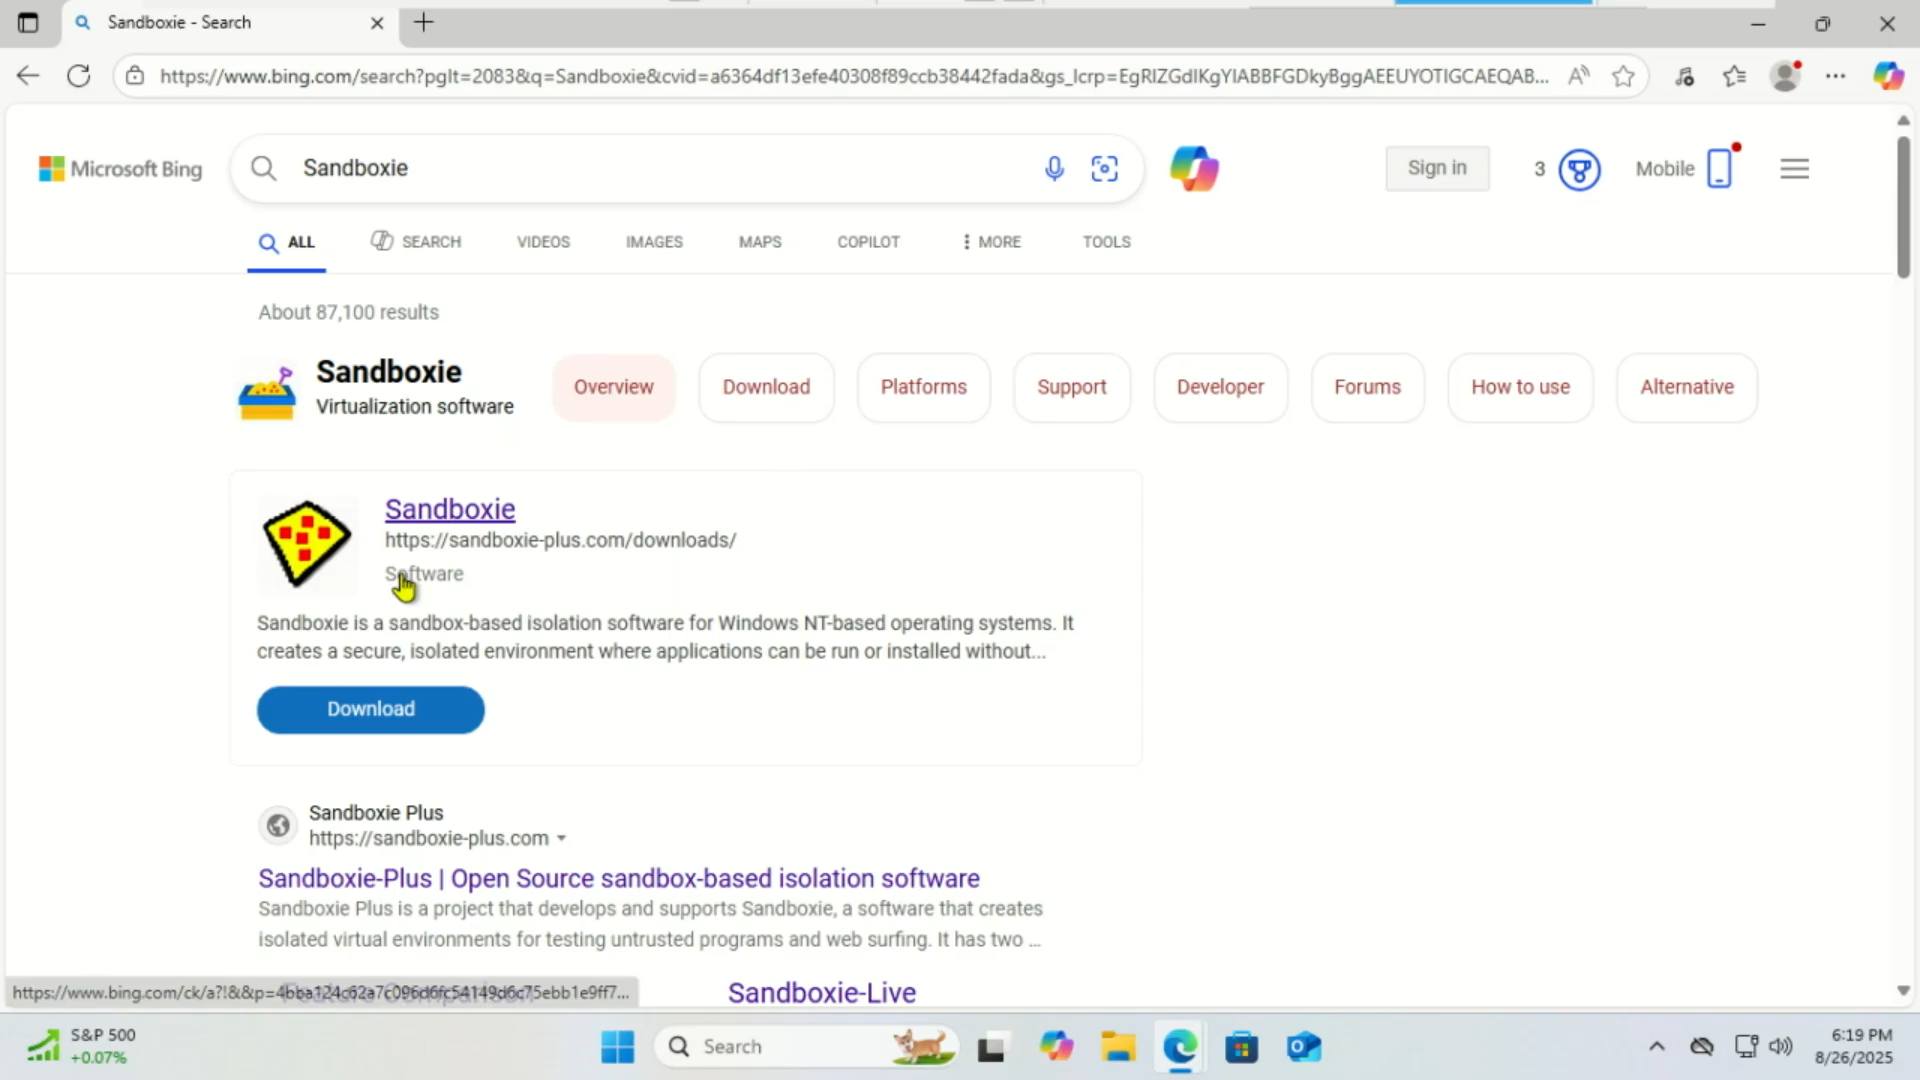 Sandboxie - Search
https://www.bing.com/search?pglt=2083&q=Sandboxie&cvid=a6364df13efe40308f89ccb38442fada&gs_lcrp=EgRlZGdlKgYIABBFGDkyBggAEEUYOTIGCAEQAB...
Microsoft Bing
Sandboxie
Sign in
3
Mobile
ALL
SEARCH
VIDEOS
IMAGES
MAPS
COPILOT
MORE
TOOLS
About 87,100 results
Sandboxie
Virtualization software
Overview
Download
Platforms
Support
Developer
Forums
How to use
Alternative
Sandboxie
https://sandboxie-plus.com/downloads/
Software
Sandboxie is a sandbox-based isolation software for Windows NT-based operating systems. It
creates a secure, isolated environment where applications can be run or installed without...
Download
Sandboxie Plus
https://sandboxie-plus.com
Sandboxie-Plus | Open Source sandbox-based isolation software
Sandboxie Plus is a project that develops and supports Sandboxie, a software that creates
isolated virtual environments for testing untrusted programs and web surfing. It has two ...
Sandboxie-Live
S&P 500
+0.07%
Search
6:19 PM
8/26/2025